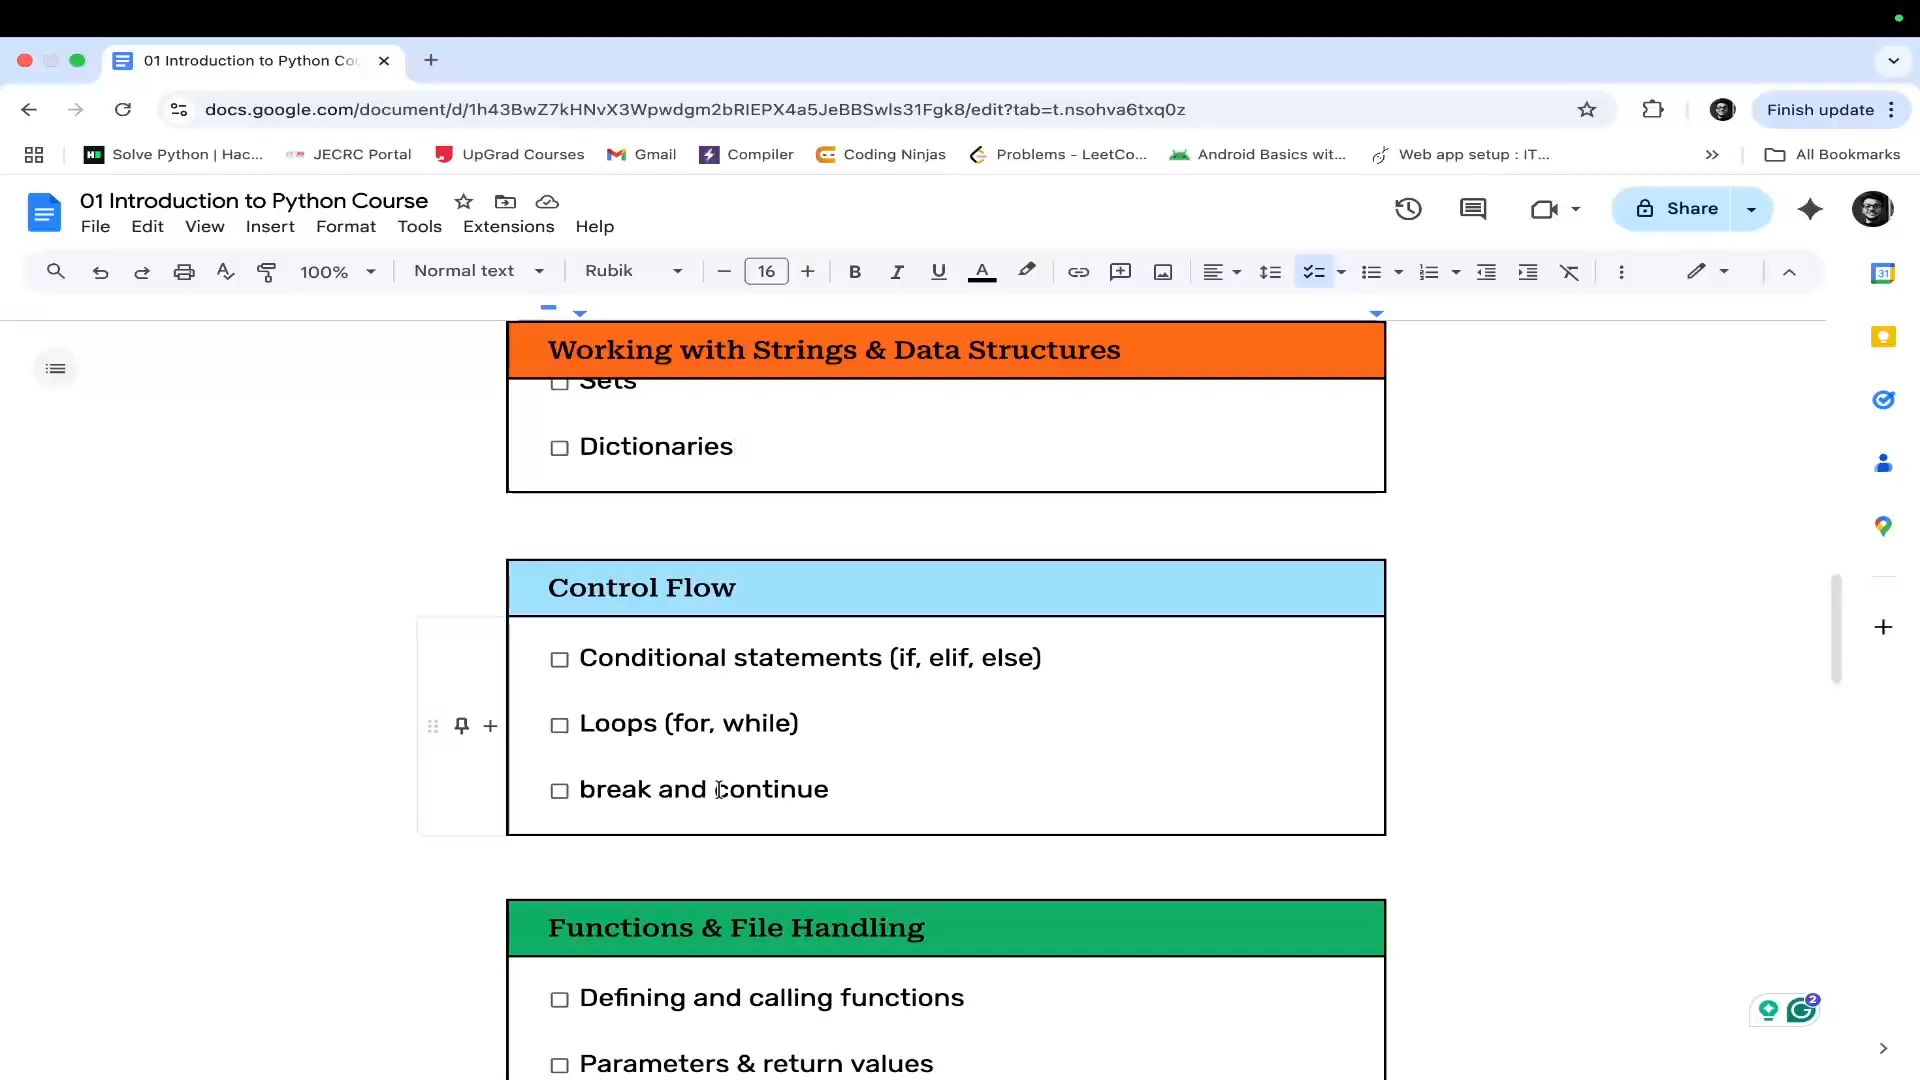 01 Introduction to Python Cou
docs.google.com/document/d/1h43BwZ7kHNvX3Wpwdgm2bRlEPX4a5JeBBSwls31Fgk8/edit?tab=t.nsohva6txq0z
Finish update
Solve Python | Hac...
JECRC Portal
UpGrad Courses
Gmail
Compiler
Coding Ninjas
Problems - LeetCo...
Android Basics wit...
Web app setup : IT...
All Bookmarks
01 Introduction to Python Course
File Edit View Insert Format Tools Extensions Help
Share
100% Normal text Rubik 16 B I U A
31
Working with Strings & Data Structures
Sets
Dictionaries
Control Flow
Conditional statements (if, elif, else)
Loops (for, while)
break and continue
Functions & File Handling
Defining and calling functions
2
Parameters & return values